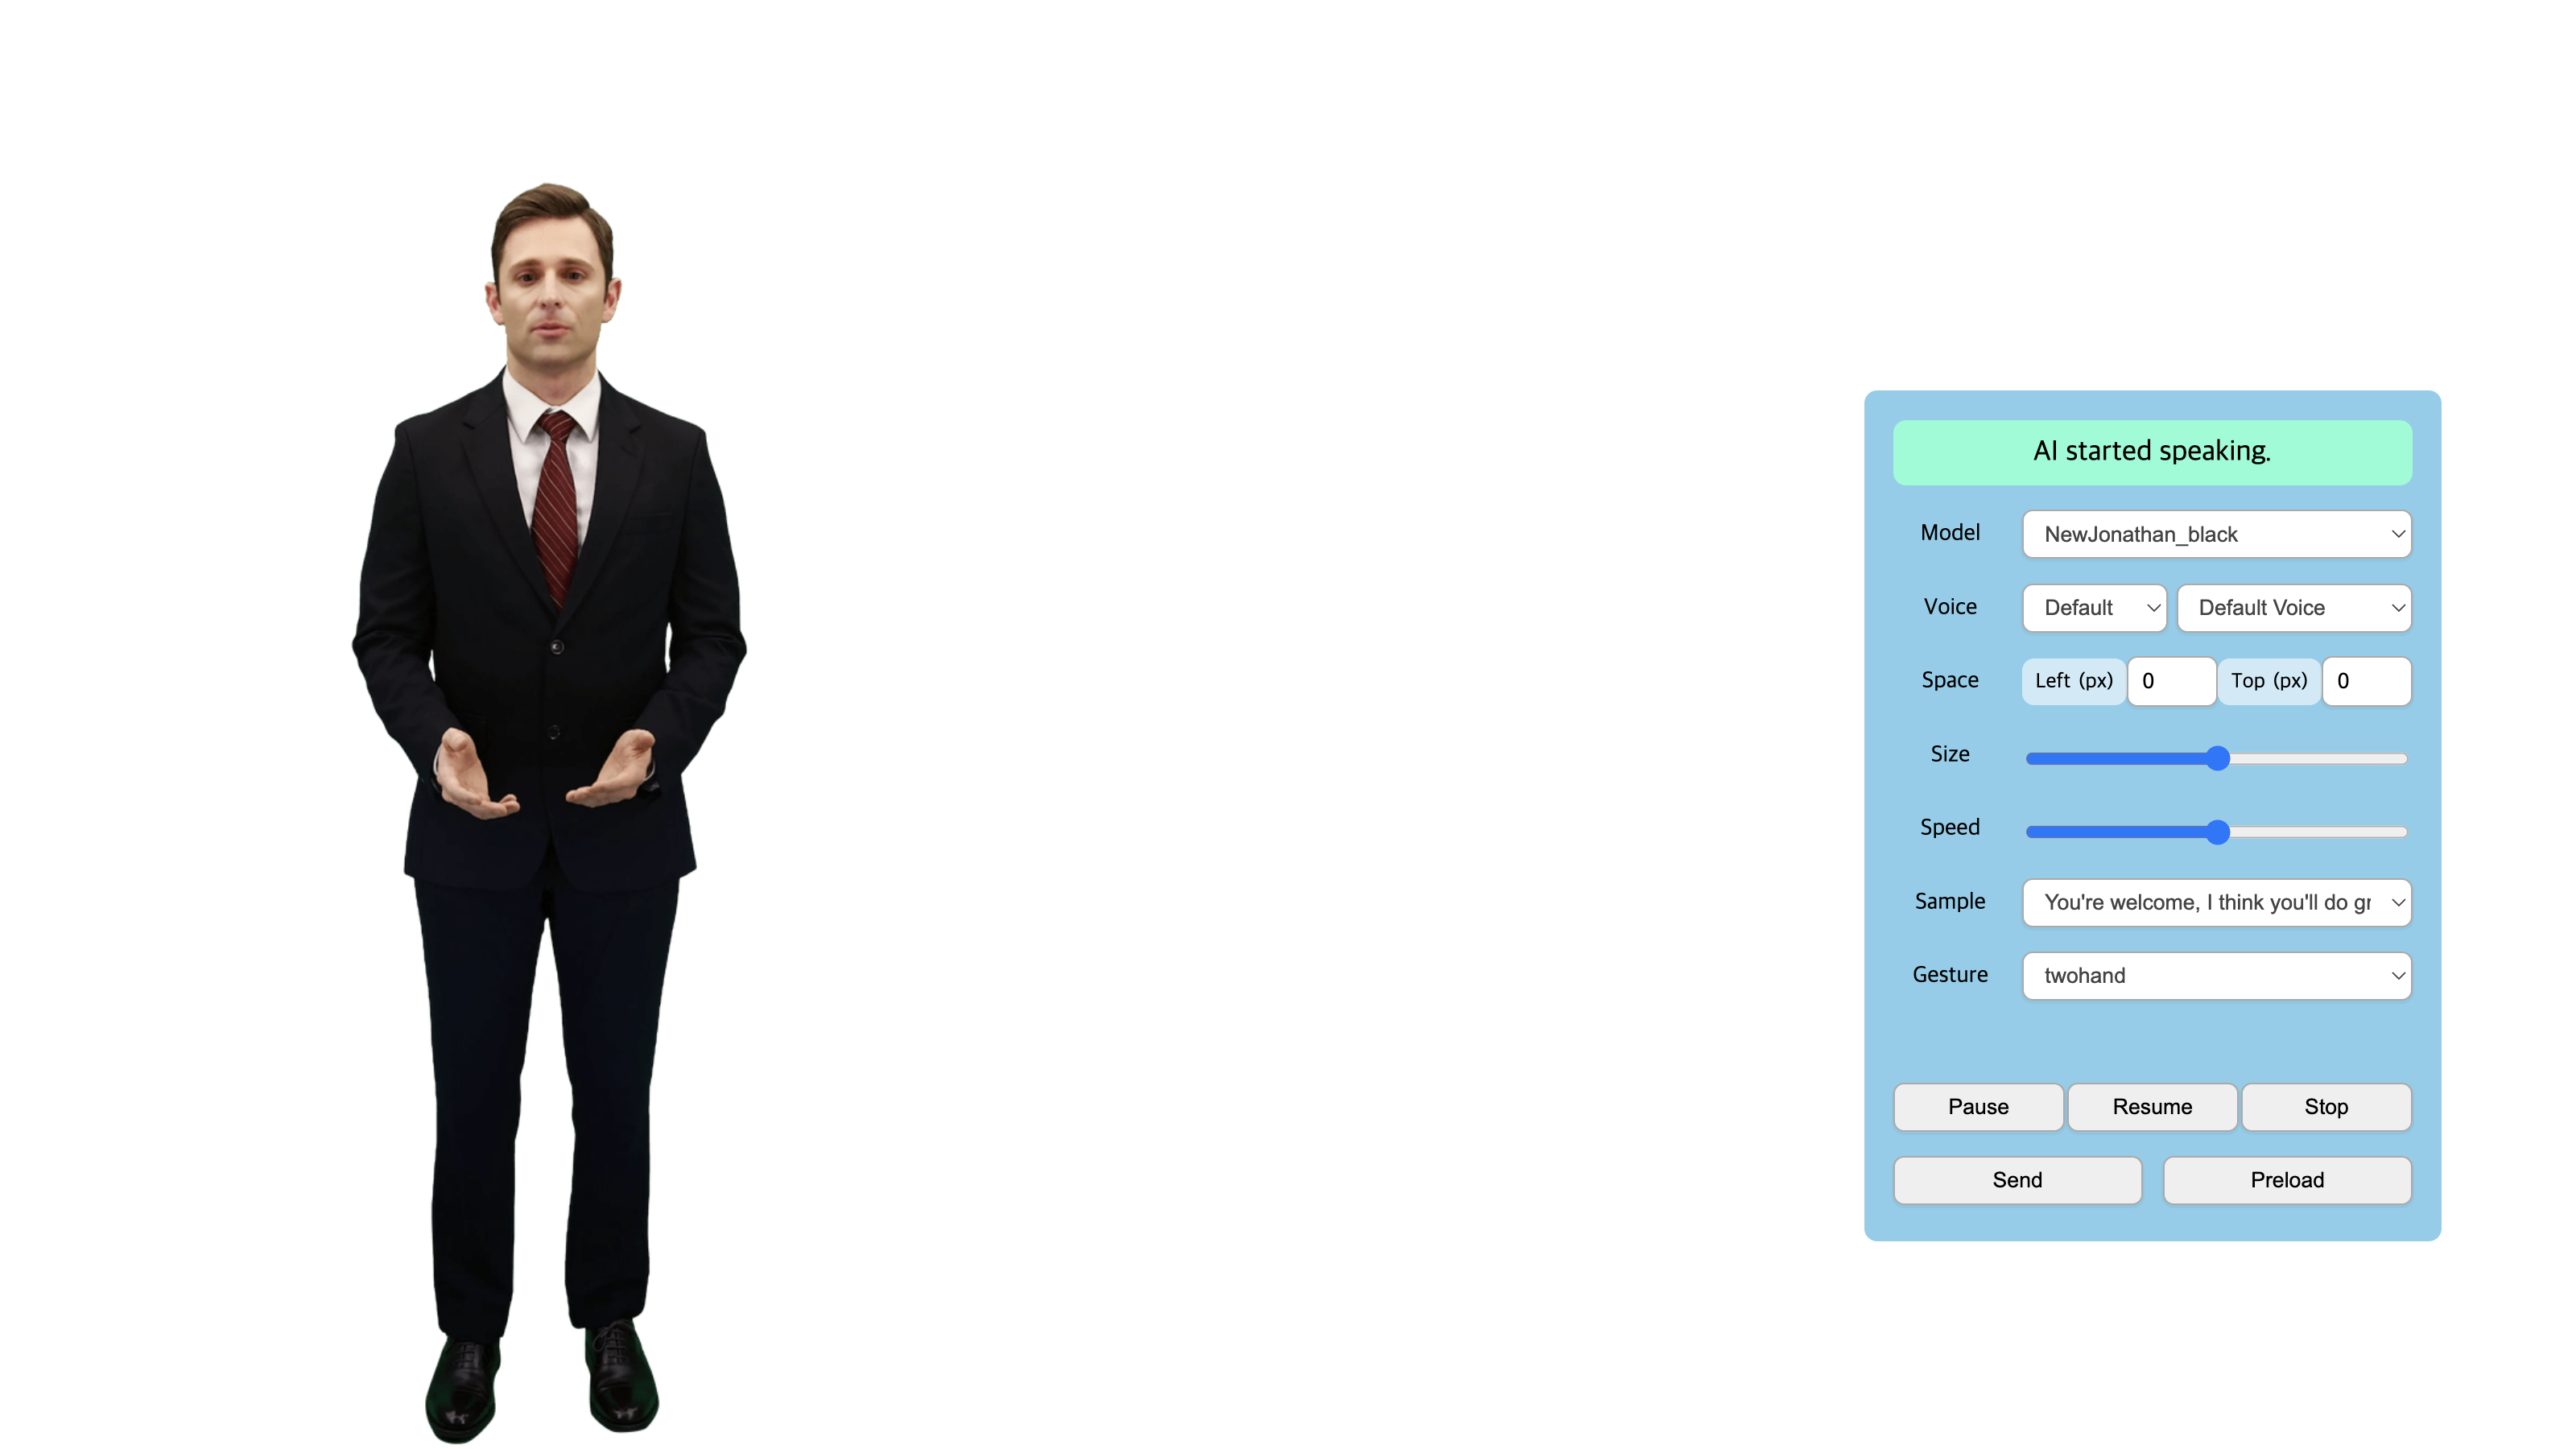 AI started speaking.
Model NewJonathan_black
Voice Default Default Voice
Space Left (px) 0 Top (px) 0
Size
Speed
Sample You're welcome, I think you'll do gr
Gesture twohand
Pause Resume Stop
Send Preload